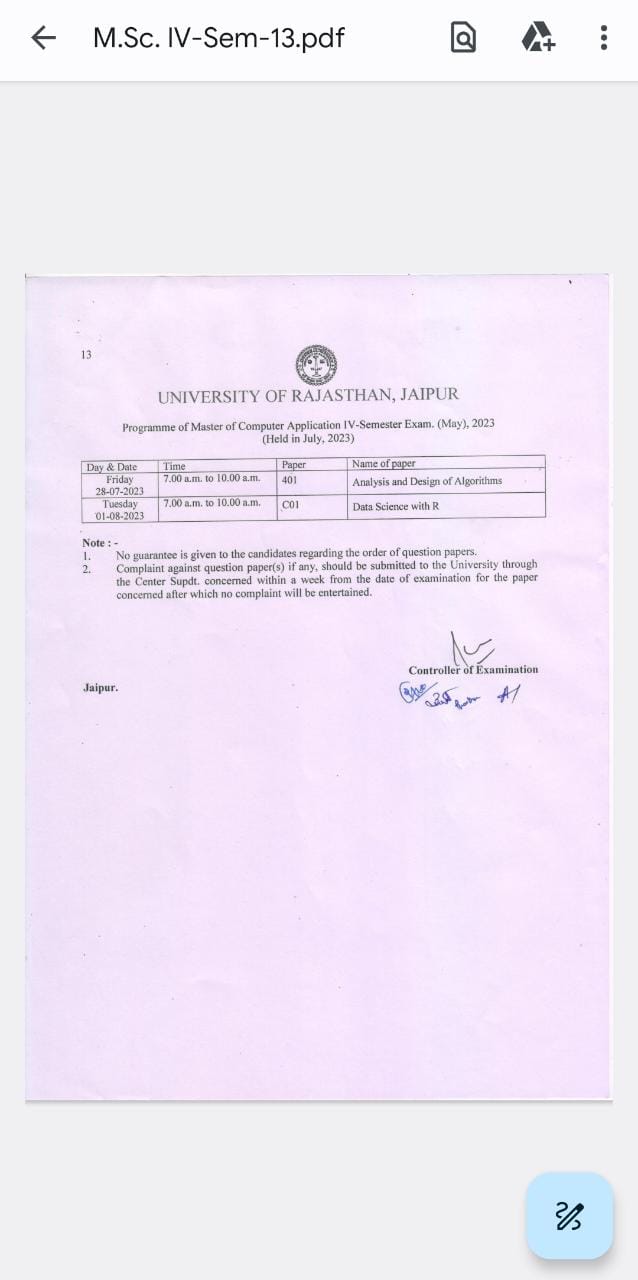 M.Sc. IV-Sem-13.pdf
13
UNIVERSITY OF RAJASTHAN, JAIPUR
Programme of Master of Computer Application IV-Semester Exam. (May), 2023
(Held in July, 2023)
Day & Date Time Paper Name of paper
Friday 7.00 a.m. to 10.00 a.m. 401 Analysis and Design of Algorithms
28-07-2023
Tuesday 7.00 a.m. to 10.00 a.m. C01 Data Science with R
01-08-2023
Note : -
1. No guarantee is given to the candidates regarding the order of question papers.
2. Complaint against question paper(s) if any, should be submitted to the University through
the Center Supdt. concerned within a week from the date of examination for the paper
concerned after which no complaint will be entertained.
Controller of Examination
Jaipur.